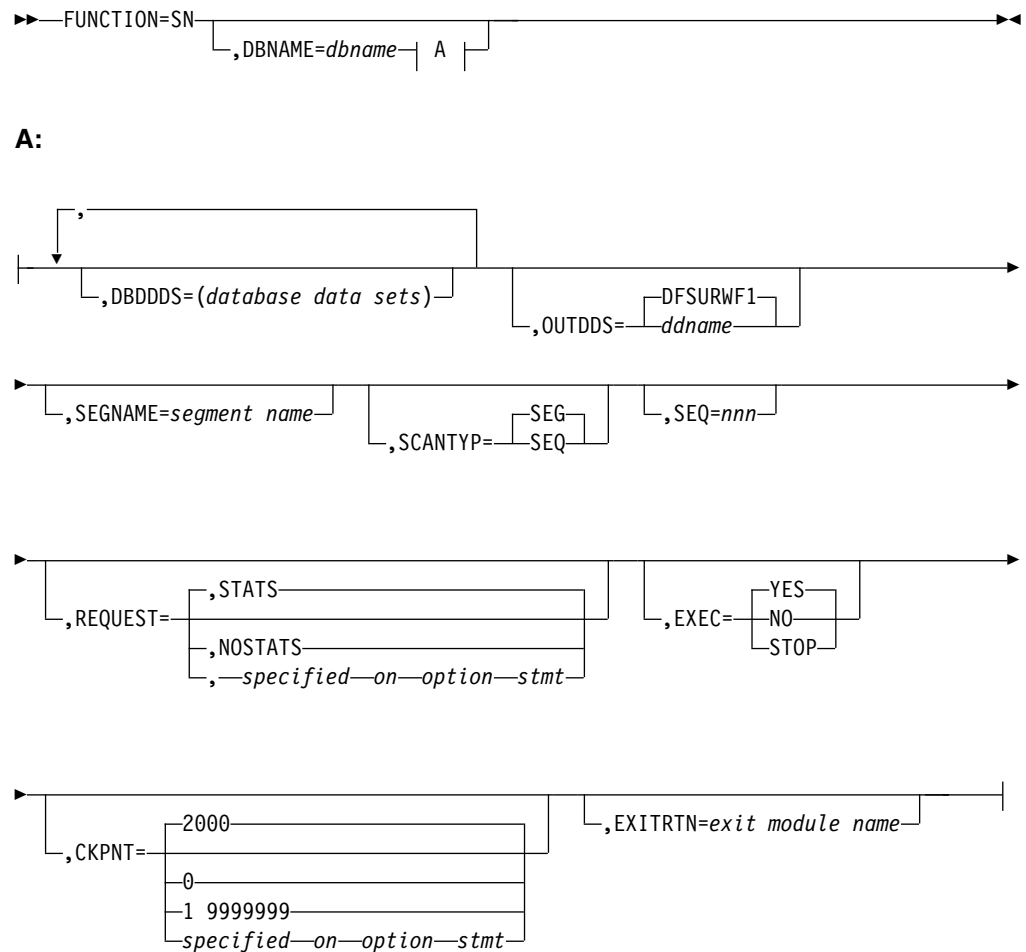 FUNCTION=SN
,DBNAME=dbname A
A:
,
,DBDDDS=(database data sets)
,OUTDDS=
DFSURWF1
ddname
,SEGNAME=segment name
,SCANTYP=
SEG
SEQ
,SEQ=nnn
,REQUEST=
,STATS
,NOSTATS
, specified on option stmt
,EXEC=
YES
NO
STOP
,CKPNT=
2000
0
1 9999999
specified on option stmt
,EXITRTN=exit module name